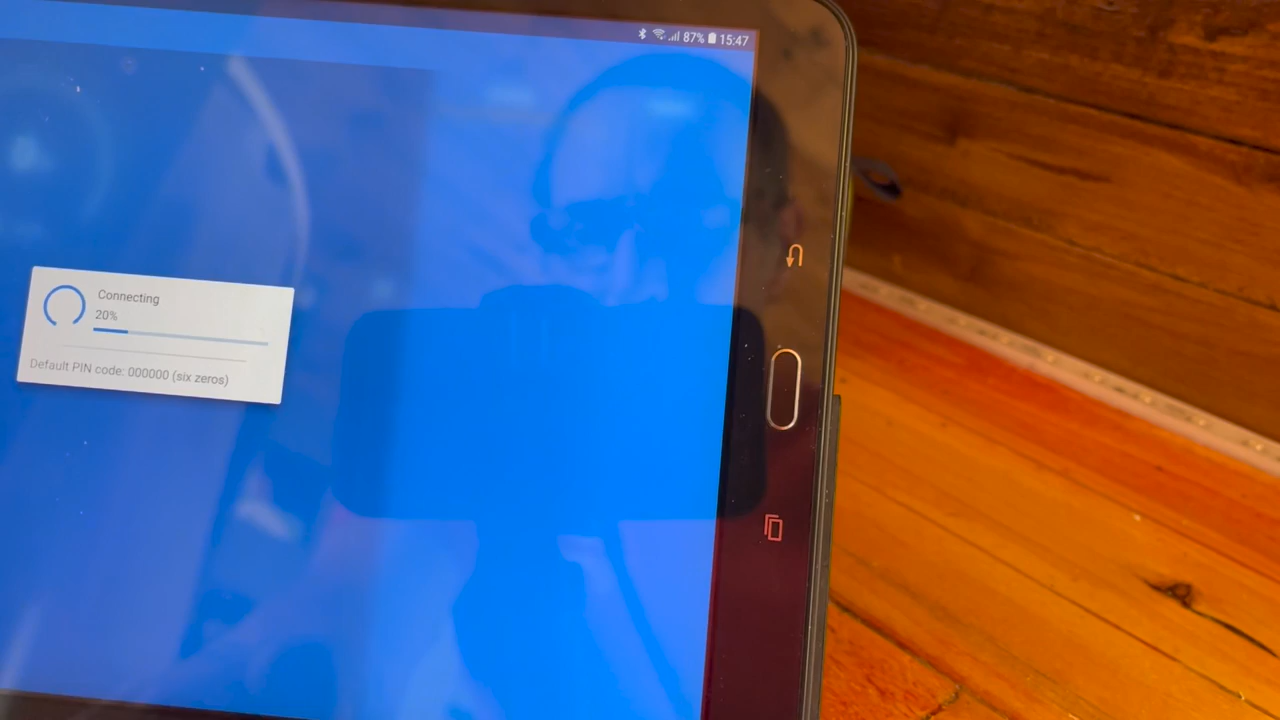 87% 15:47
Connecting
20%
Default PIN code: 000000 (six zeros)